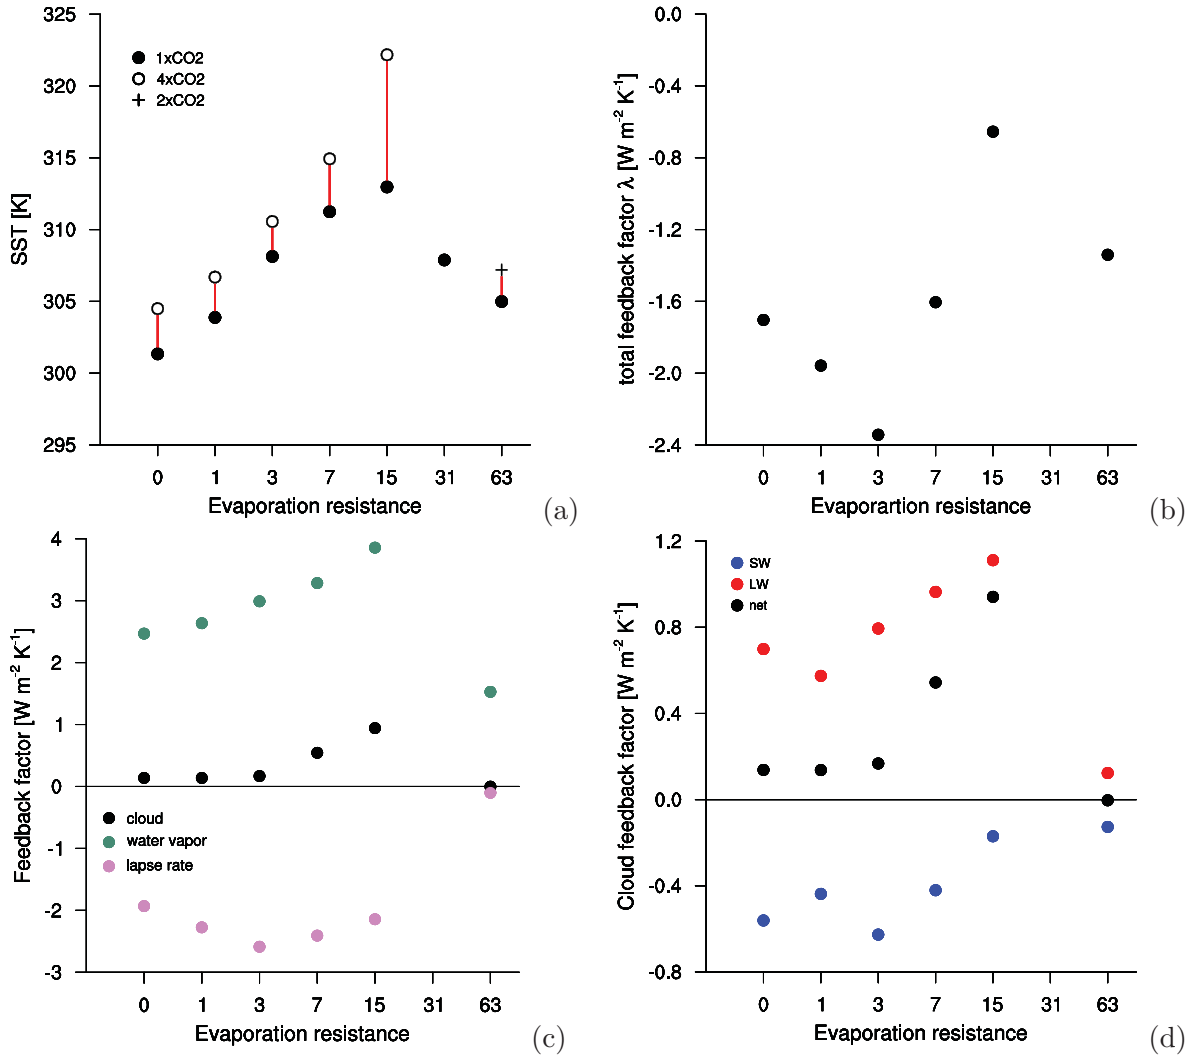 325
320
315
310
305
300
295
SST [K]
1xCO2
4xCO2
2xCO2
0 1 3 7 15 31 63
Evaporation resistance
(a)
0.0
-0.4
-0.8
-1.2
-1.6
-2.0
-2.4
total feedback factor λ [W m-2 K-1]
0 1 3 7 15 31 63
Evaporartion resistance
(b)
4
3
2
1
0
-1
-2
-3
Feedback factor [W m-2 K-1]
cloud
water vapor
lapse rate
0 1 3 7 15 31 63
Evaporation resistance
(c)
1.2
0.8
0.4
0.0
-0.4
-0.8
Cloud feedback factor [W m-2 K-1]
SW
LW
net
0 1 3 7 15 31 63
Evaporation resistance
(d)